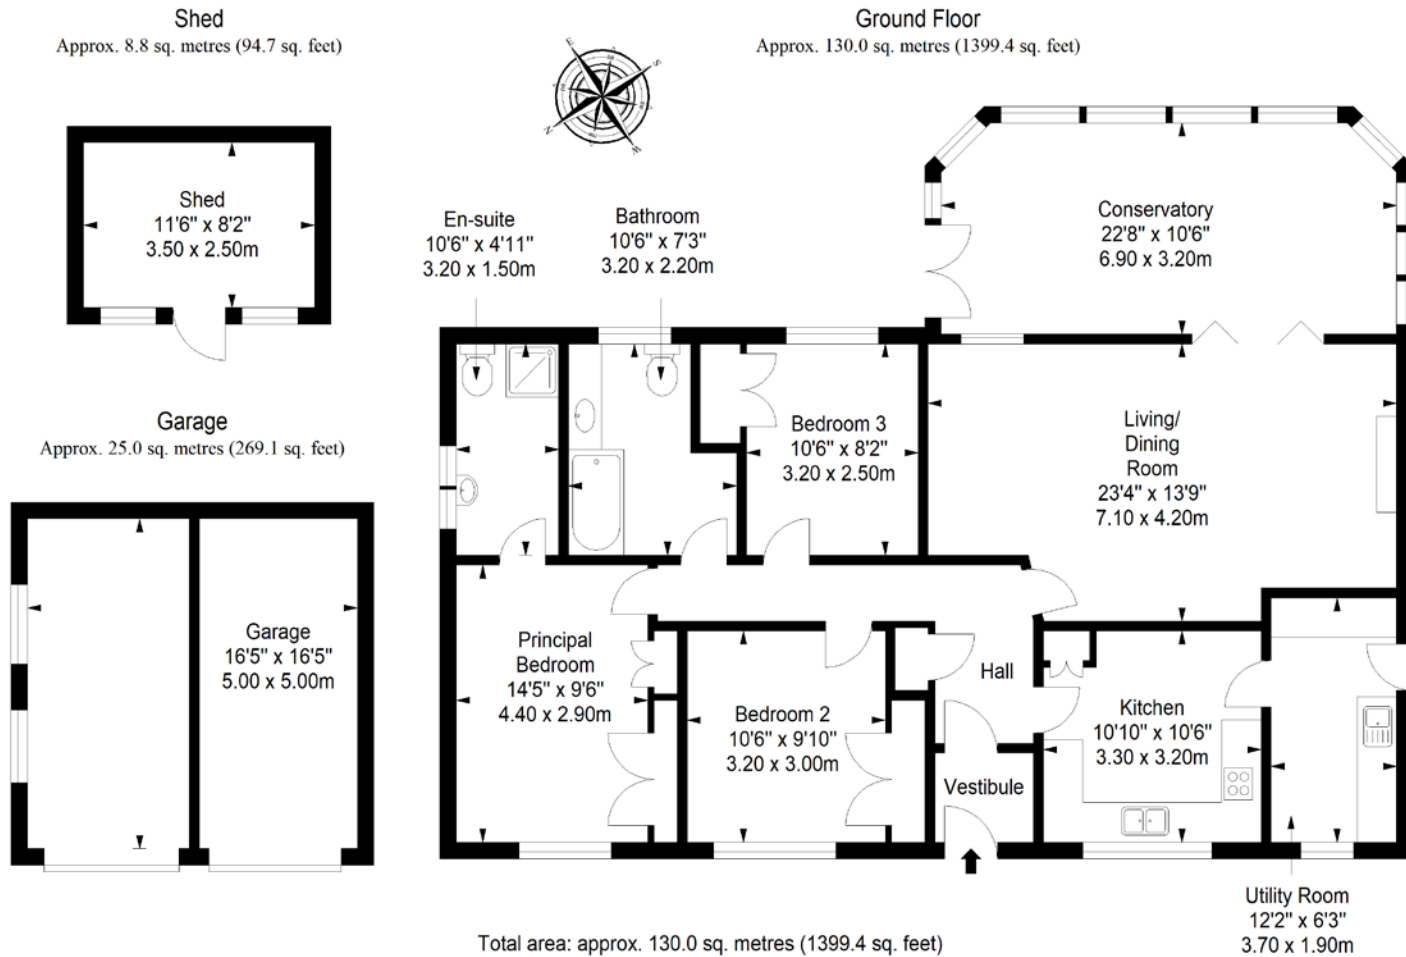 Shed
Approx. 8.8 sq. metres (94.7 sq. feet)
Ground Floor
Approx. 130.0 sq. metres (1399.4 sq. feet)
E
S
N
W
Shed
11'6" x 8'2"
3.50 x 2.50m
En-suite
10'6" x 4'11"
3.20 x 1.50m
Bathroom
10'6" x 7'3"
3.20 x 2.20m
Conservatory
22'8" x 10'6"
6.90 x 3.20m
Garage
Approx. 25.0 sq. metres (269.1 sq. feet)
Bedroom 3
10'6" x 8'2"
3.20 x 2.50m
Living/
Dining
Room
23'4" x 13'9"
7.10 x 4.20m
Garage
16'5" x 16'5"
5.00 x 5.00m
Principal
Bedroom
14'5" x 9'6"
4.40 x 2.90m
Bedroom 2
10'6" x 9'10"
3.20 x 3.00m
Hall
Vestibule
Kitchen
10'10" x 10'6"
3.30 x 3.20m
Utility Room
12'2" x 6'3"
3.70 x 1.90m
Total area: approx. 130.0 sq. metres (1399.4 sq. feet)